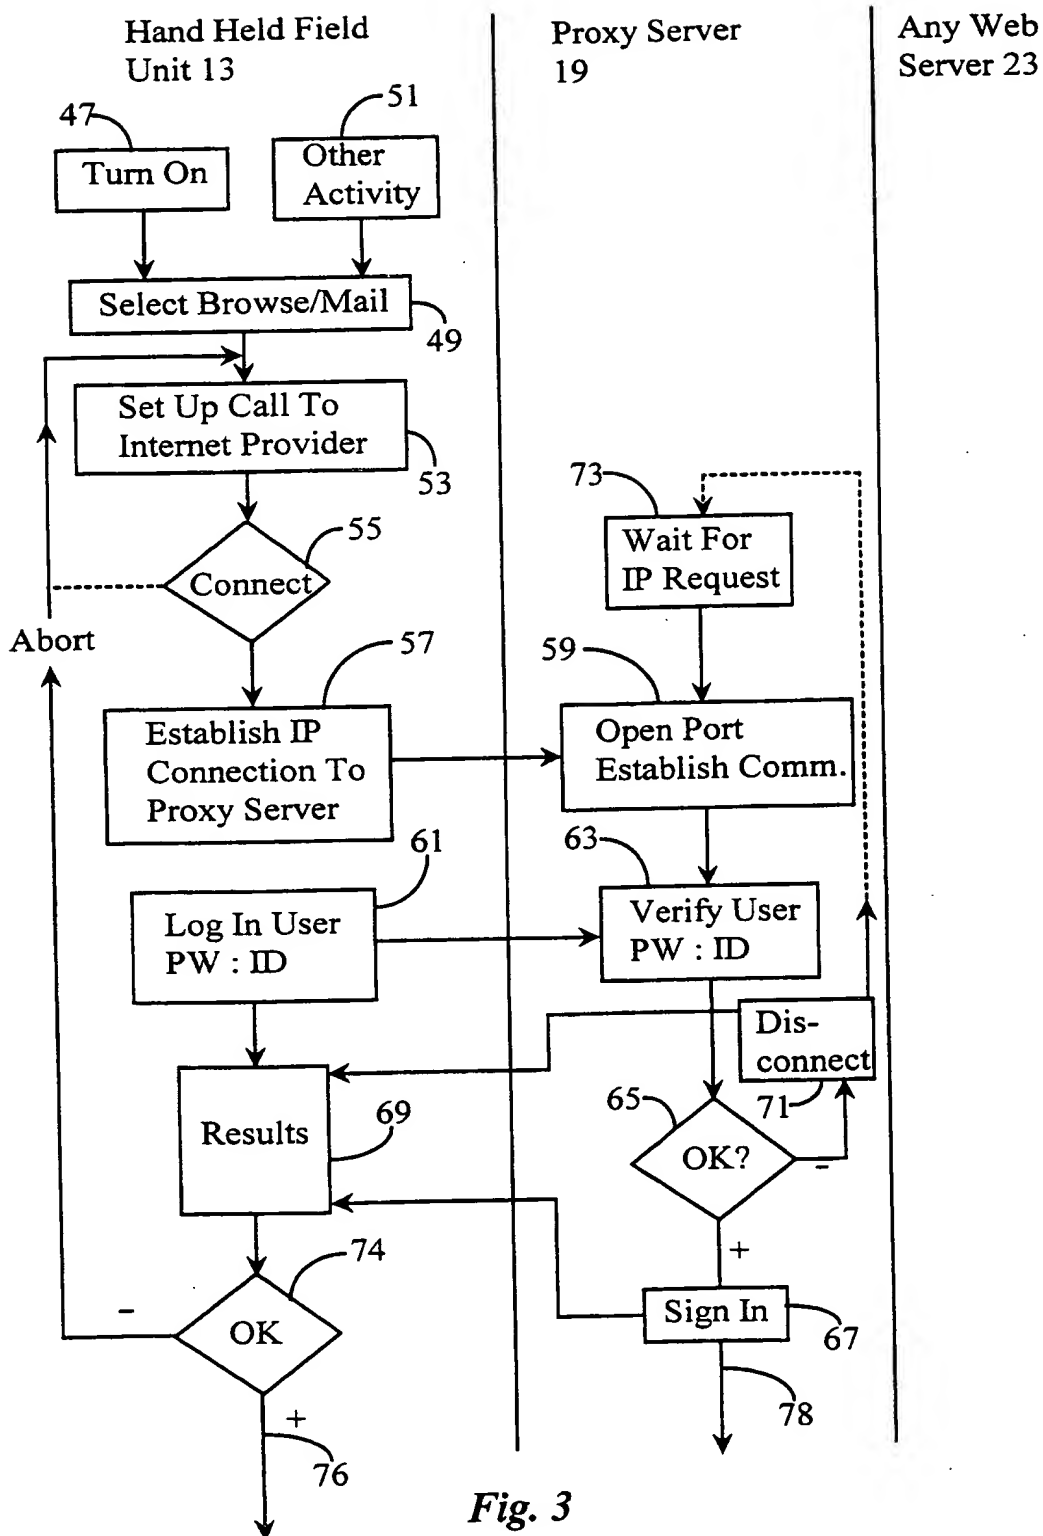 Hand Held Field
Unit 13
Proxy Server
19
Any Web
Server 23
47
51
Turn On
Other
Activity
Select Browse/Mail
49
Set Up Call To
Internet Provider
53
73
Wait For
IP Request
55
Connect
Abort
57
59
Establish IP
Connection To
Proxy Server
Open Port
Establish Comm.
61
63
Log In User
PW : ID
Verify User
PW : ID
Dis-
connect
71
65
OK?
-
+
Results
69
Sign In
67
78
74
OK
-
+
76
Fig. 3